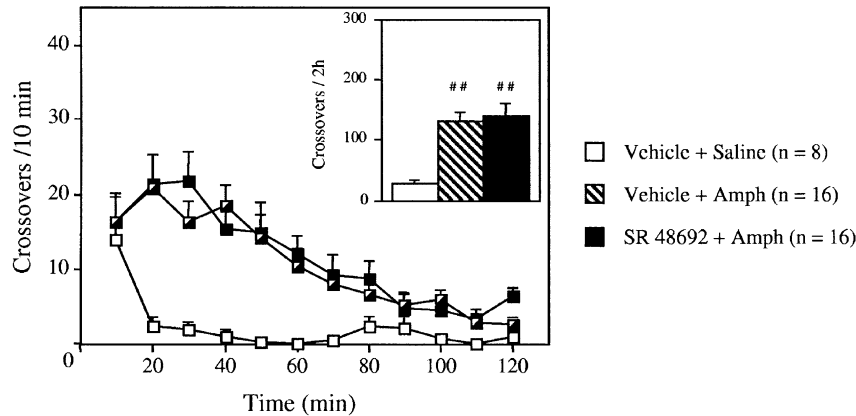 40
30
20
10
0
Crossovers /10 min
20 40 60 80 100 120
Time (min)
300
200
100
0
Crossovers / 2h
## ##
Vehicle + Saline (n = 8)
Vehicle + Amph (n = 16)
SR 48692 + Amph (n = 16)